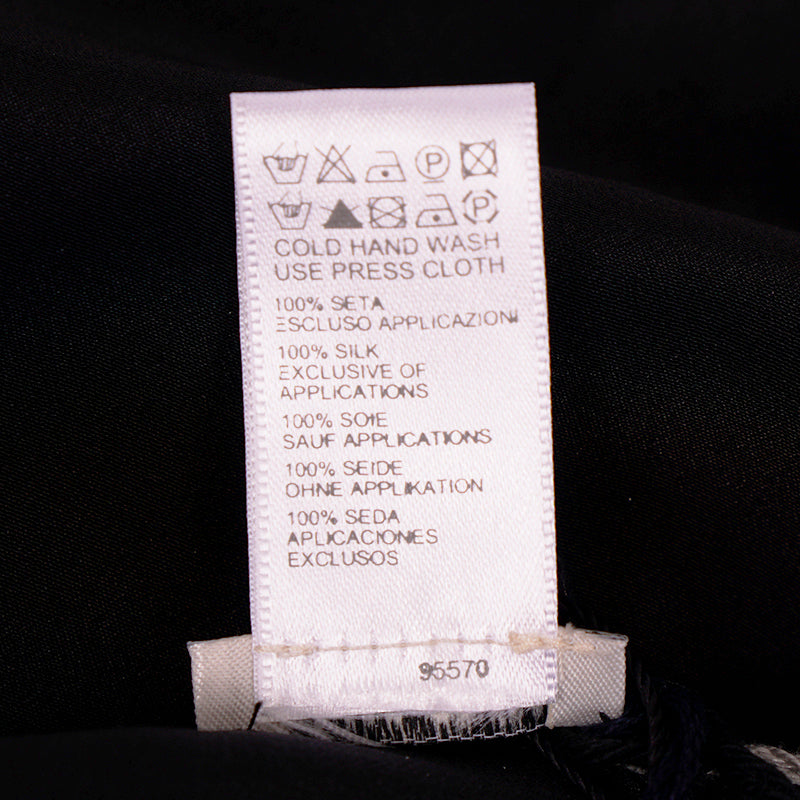 P
P
COLD HAND WASH
USE PRESS CLOTH
100% SETA
ESCLUSO APPLICAZIONI
100% SILK
EXCLUSIVE OF
APPLICATIONS
100% SOIE
SAUF APPLICATIONS
100% SEIDE
OHNE APPLIKATION
100% SEDA
APLICACIONES
EXCLUSOS
95570